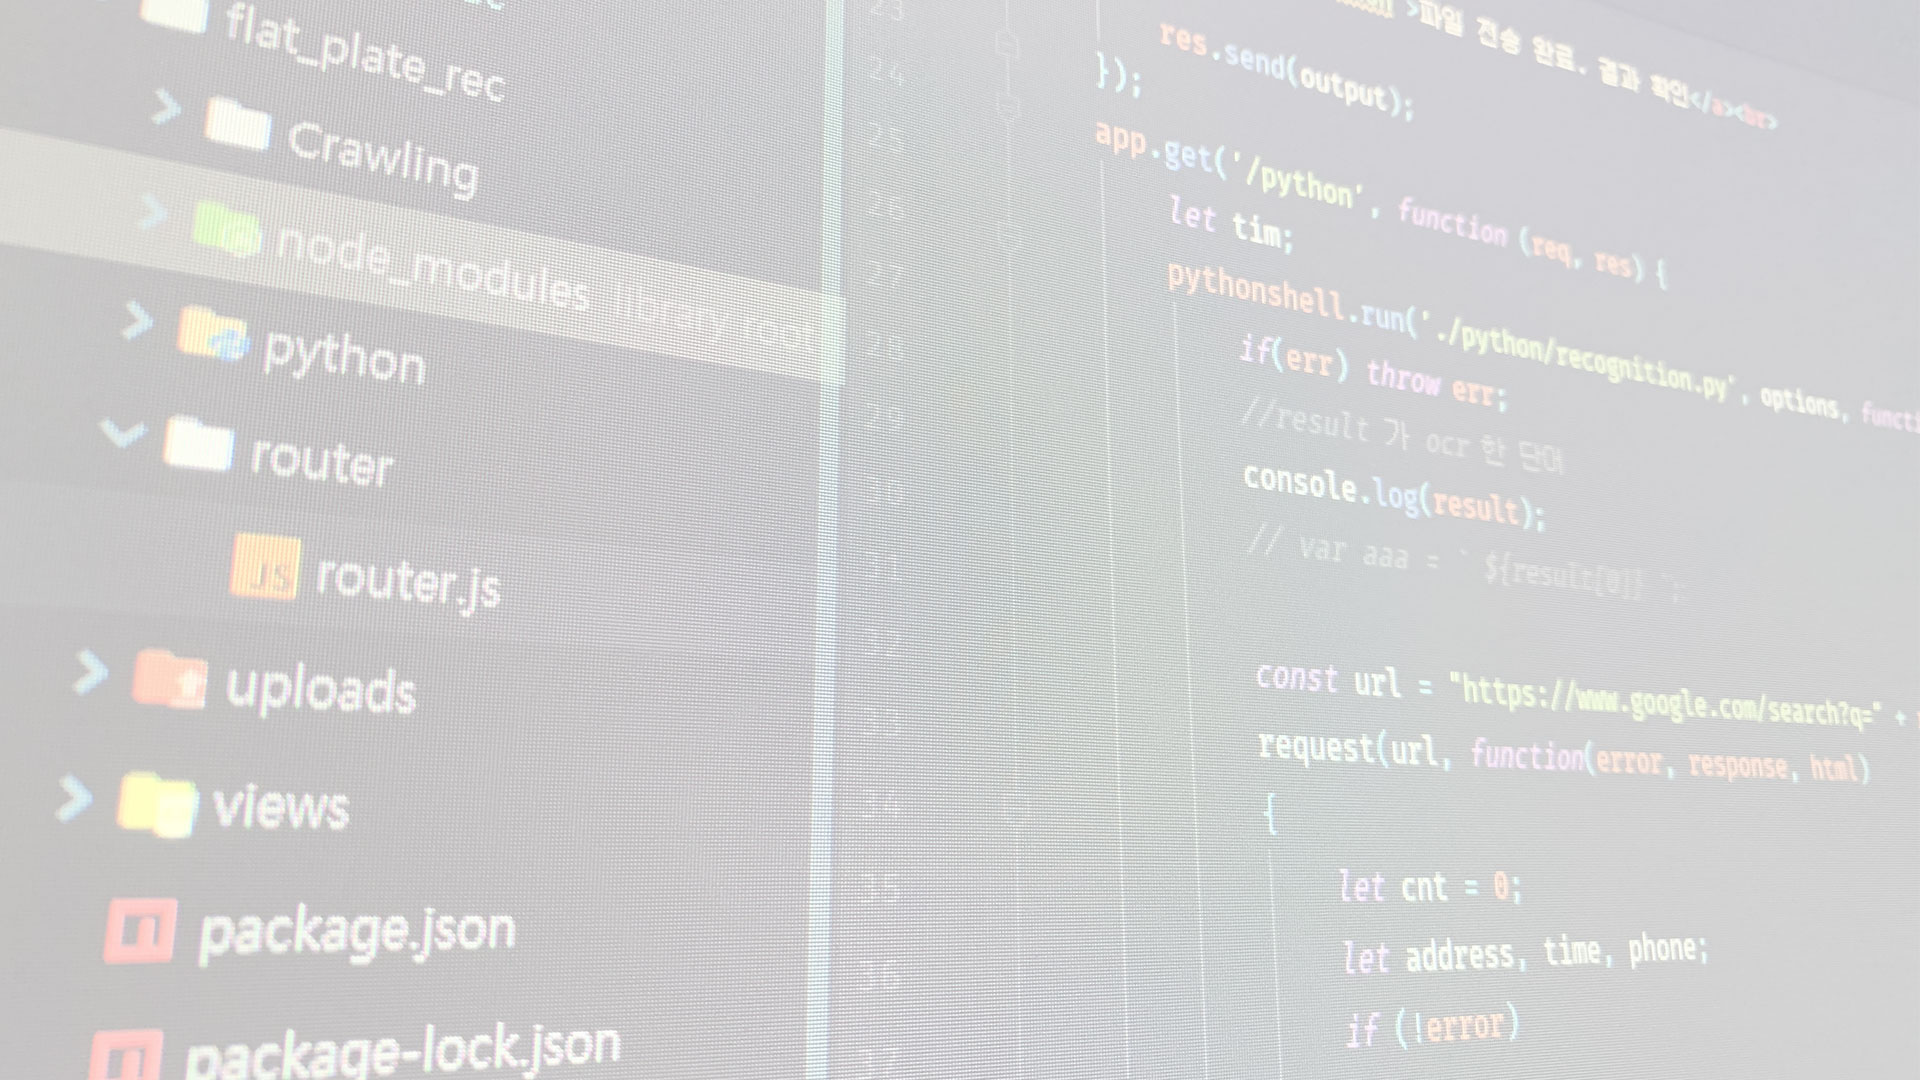 flat_plate_rec
Crawling
node_modules library root
python
router
router.js
uploads
views
package.json
package-lock.json
23
24
25
26
27
28
29
30
31
32
33
34
35
36
37
>파일 전송 완료. 결과 확인</a><br>
res.send(output);
});
app.get('/python', function (req, res) {
let tim;
pythonshell.run('./python/recognition.py', options, functi
if(err) throw err;
//result 가 ocr 한 단어
console.log(result);
// var aaa = ` ${result[0]} `;
const url = "https://www.google.com/search?q=" +
request(url, function(error, response, html)
{
let cnt = 0;
let address, time, phone;
if (!error)